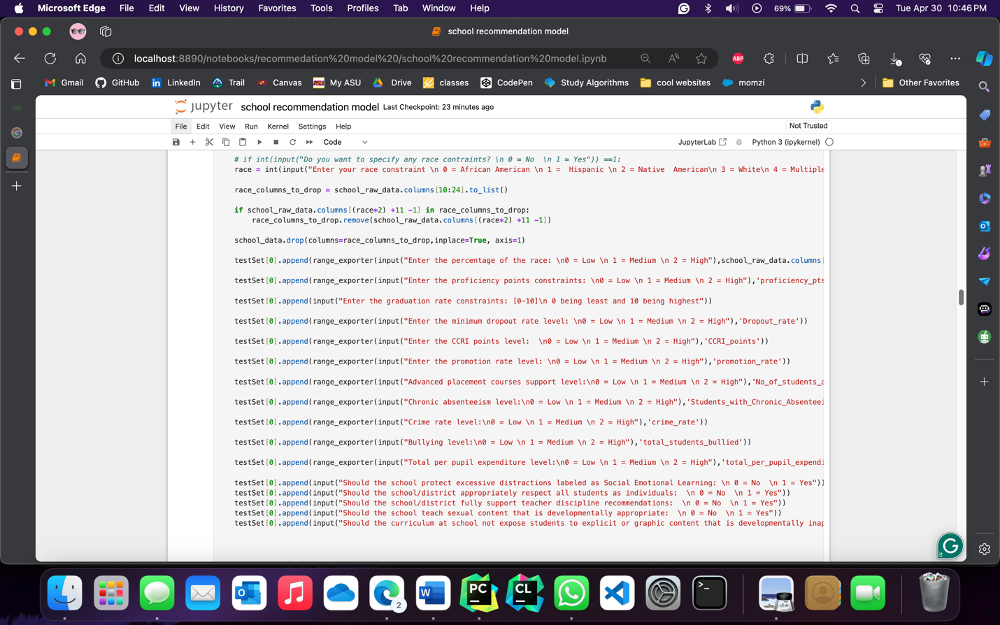 Microsoft Edge File Edit View History Favorites Tools Profiles Tab Window Help 69% Tue Apr 30 10:46 PM
school recommendation model
localhost:8890/notebooks/recommedation%20model%20/school%20recommendation%20model.ipynb
ABP
Gmail GitHub LinkedIn Trail Canvas My ASU Drive classes CodePen Study Algorithms cool websites momzi Other Favorites
jupyter school recommendation model Last Checkpoint: 23 minutes ago
File Edit View Run Kernel Settings Help Not Trusted
Code JupyterLab Python 3 (ipykernel)
# if int(input("Do you want to specify any race contraints? \n 0 = No  \n 1 = Yes")) ==1:
race = int(input("Enter your race constraint \n 0 = African American \n 1 =  Hispanic \n 2 = Native  American\n 3 = White\n 4 = Multiple
race_columns_to_drop = school_raw_data.columns[10:24].to_list()
if school_raw_data.columns[(race*2) +11 -1] in race_columns_to_drop:
race_columns_to_drop.remove(school_raw_data.columns[(race*2) +11 -1])
school_data.drop(columns=race_columns_to_drop,inplace=True, axis=1)
testSet[0].append(range_exporter(input("Enter the percentage of the race: \n0 = Low \n 1 = Medium \n 2 = High"),school_raw_data.columns[
testSet[0].append(range_exporter(input("Enter the proficiency points constraints: \n0 = Low \n 1 = Medium \n 2 = High"),'proficiency_pts
testSet[0].append(input("Enter the graduation rate constraints: [0-10]\n 0 being least and 10 being highest"))
testSet[0].append(range_exporter(input("Enter the minimum dropout rate level: \n0 = Low \n 1 = Medium \n 2 = High"),'Dropout_rate'))
testSet[0].append(range_exporter(input("Enter the CCRI points level:  \n0 = Low \n 1 = Medium \n 2 = High"),'CCRI_points'))
testSet[0].append(range_exporter(input("Enter the promotion rate level: \n0 = Low \n 1 = Medium \n 2 = High"),'promotion_rate'))
testSet[0].append(range_exporter(input("Advanced placement courses support level:\n0 = Low \n 1 = Medium \n 2 = High"),'No_of_students_a
testSet[0].append(range_exporter(input("Chronic absenteeism level:\n0 = Low \n 1 = Medium \n 2 = High"),'Students_with_Chronic_Absenteei
testSet[0].append(range_exporter(input("Crime rate level:\n0 = Low \n 1 = Medium \n 2 = High"),'crime_rate'))
testSet[0].append(range_exporter(input("Bullying level:\n0 = Low \n 1 = Medium \n 2 = High"),'total_students_bullied'))
testSet[0].append(range_exporter(input("Total per pupil expenditure level:\n0 = Low \n 1 = Medium \n 2 = High"),'total_per_pupil_expendi
testSet[0].append(input("Should the school protect excessive distractions labeled as Social Emotional Learning: \n 0 = No  \n 1 = Yes"))
testSet[0].append(input("Should the school/district appropriately respect all students as individuals:  \n 0 = No  \n 1 = Yes"))
testSet[0].append(input("Should the school/district fully support teacher discipline recommendations:  \n 0 = No  \n 1 = Yes"))
testSet[0].append(input("Should the school teach sexual content that is developmentally appropriate:  \n 0 = No  \n 1 = Yes"))
testSet[0].append(input("Should the curriculum at school not expose students to explicit or graphic content that is developmentally inap
2 PC CL